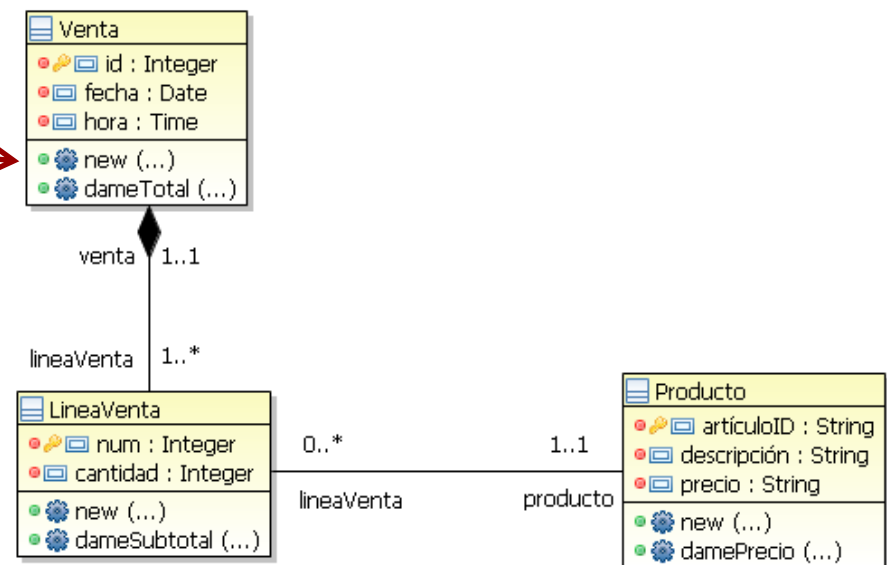 Venta
id : Integer
fecha : Date
hora : Time
new (...)
dameTotal (...)
venta 1..1
lineaVenta 1..*
LineaVenta
num : Integer
cantidad : Integer
new (...)
dameSubtotal (...)
0..* 1..1
lineaVenta producto
Producto
artículoID : String
descripción : String
precio : String
new (...)
damePrecio (...)